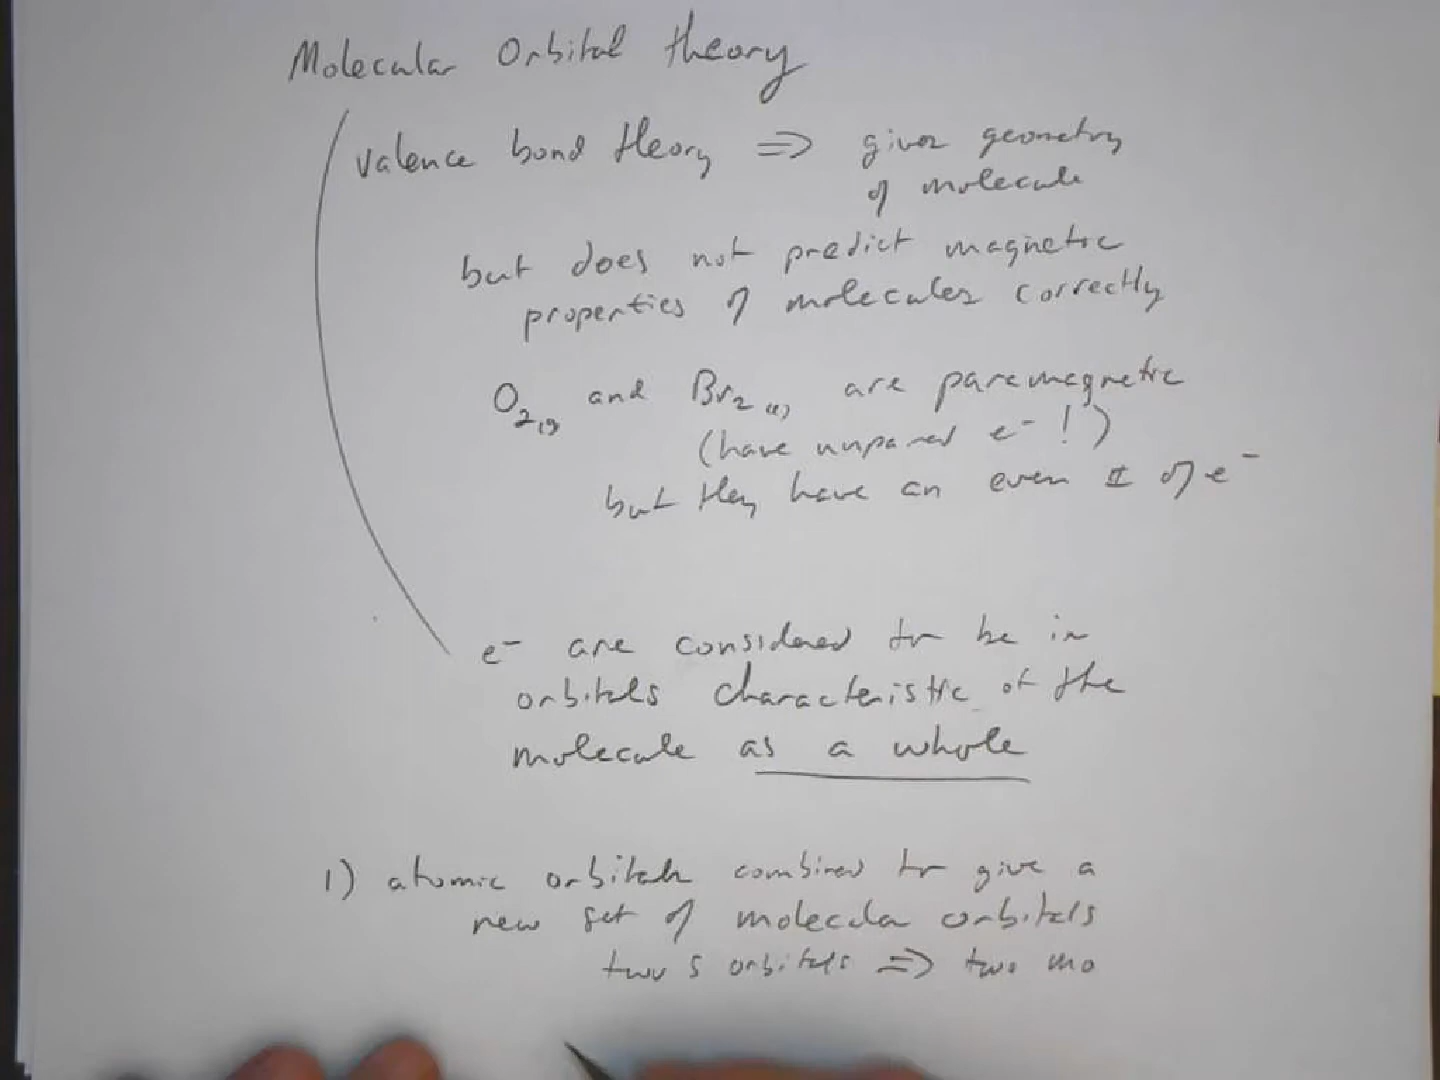 Molecular Orbital theory
valence bond theory ⇒ gives geometry
of molecule
but does not predict magnetic
properties of molecules correctly
O₂ and Br₂ (l) are paramagnetic
(have unpaired e⁻!)
but they have an even # of e⁻
e⁻ are considered to be in
orbitals characteristic of the
molecule as a whole
1) atomic orbitals combined to give a
new set of molecular orbitals
two s orbitals ⇒ two mo